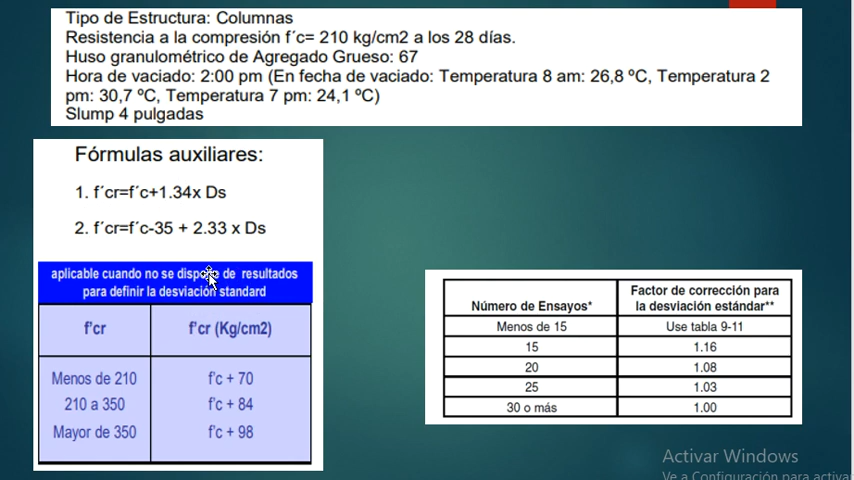 Tipo de Estructura: Columnas
Resistencia a la compresión f´c= 210 kg/cm2 a los 28 días.
Huso granulométrico de Agregado Grueso: 67
Hora de vaciado: 2:00 pm (En fecha de vaciado: Temperatura 8 am: 26,8 ºC, Temperatura 2
pm: 30,7 ºC, Temperatura 7 pm: 24,1 ºC)
Slump 4 pulgadas
Fórmulas auxiliares:
1. f´cr=f´c+1.34x Ds
2. f´cr=f´c-35 + 2.33 x Ds
aplicable cuando no se dispone de resultados
para definir la desviación standard
f'cr f'cr (Kg/cm2)
Menos de 210 f'c + 70
210 a 350 f'c + 84
Mayor de 350 f'c + 98
Factor de corrección para
Número de Ensayos* la desviación estándar**
Menos de 15 Use tabla 9-11
15 1.16
20 1.08
25 1.03
30 o más 1.00
Activar Windows
Ve a Configuración para activar